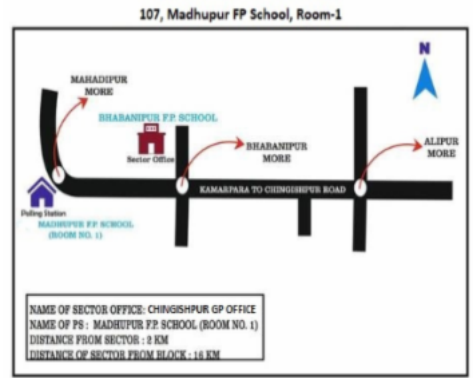 107, Madhupur FP School, Room-1
N
MAHADIPUR
MORE
BHABANIPUR F.P. SCHOOL
Sector Office
BHABANIPUR
MORE
ALIPUR
MORE
KAMARPARA TO CHINGISHPUR ROAD
Polling Station
MADHUPUR F.P. SCHOOL
(ROOM NO. 1)
NAME OF SECTOR OFFICE: CHINGISHPUR GP OFFICE
NAME OF PS : MADHUPUR F.P. SCHOOL (ROOM NO. 1)
DISTANCE FROM SECTOR : 2 KM
DISTANCE OF SECTOR FROM BLOCK : 16 KM